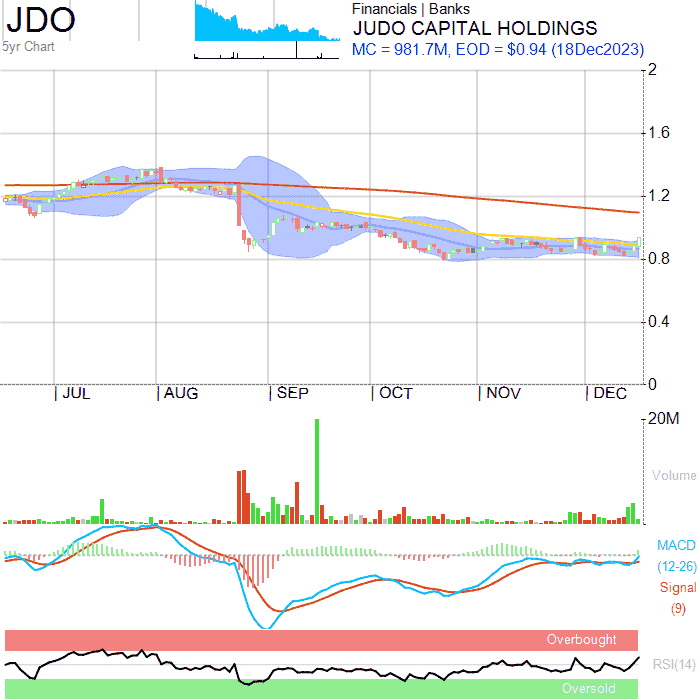 JDO
5yr Chart
Financials | Banks
JUDO CAPITAL HOLDINGS
MC = 981.7M, EOD = $0.94 (18Dec2023)
2
1.6
1.2
0.8
0.4
0
JUL AUG SEP OCT NOV DEC
20M
Volume
MACD
(12-26)
Signal
(9)
Overbought
RSI(14)
Oversold